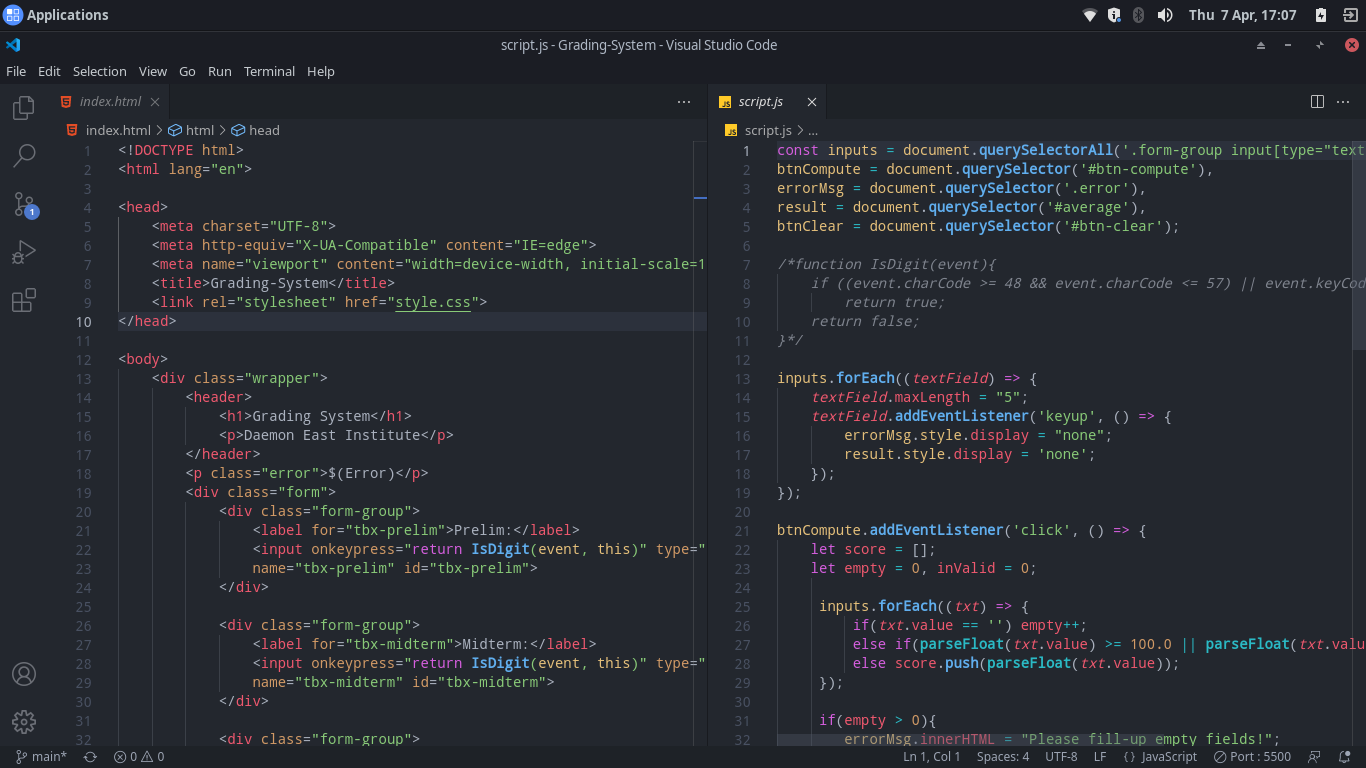 Applications
Thu 7 Apr, 17:07
script.js - Grading-System - Visual Studio Code
File Edit Selection View Go Run Terminal Help
index.html
index.html > html > head
1 <!DOCTYPE html>
2 <html lang="en">
3
4 <head>
5 <meta charset="UTF-8">
6 <meta http-equiv="X-UA-Compatible" content="IE=edge">
7 <meta name="viewport" content="width=device-width, initial-scale=1
8 <title>Grading-System</title>
9 <link rel="stylesheet" href="style.css">
10 </head>
11
12 <body>
13 <div class="wrapper">
14 <header>
15 <h1>Grading System</h1>
16 <p>Daemon East Institute</p>
17 </header>
18 <p class="error">$(Error)</p>
19 <div class="form">
20 <div class="form-group">
21 <label for="tbx-prelim">Prelim:</label>
22 <input onkeypress="return IsDigit(event, this)" type="
23 name="tbx-prelim" id="tbx-prelim">
24 </div>
25
26 <div class="form-group">
27 <label for="tbx-midterm">Midterm:</label>
28 <input onkeypress="return IsDigit(event, this)" type="
29 name="tbx-midterm" id="tbx-midterm">
30 </div>
31
32 <div class="form-group">
JS script.js
JS script.js > ...
1 const inputs = document.querySelectorAll('.form-group input[type="text
2 btnCompute = document.querySelector('#btn-compute'),
3 errorMsg = document.querySelector('.error'),
4 result = document.querySelector('#average'),
5 btnClear = document.querySelector('#btn-clear');
6
7 /*function IsDigit(event){
8 if ((event.charCode >= 48 && event.charCode <= 57) || event.keyCod
9 return true;
10 return false;
11 }*/
12
13 inputs.forEach((textField) => {
14 textField.maxLength = "5";
15 textField.addEventListener('keyup', () => {
16 errorMsg.style.display = "none";
17 result.style.display = 'none';
18 });
19 });
20
21 btnCompute.addEventListener('click', () => {
22 let score = [];
23 let empty = 0, inValid = 0;
24
25 inputs.forEach((txt) => {
26 if(txt.value == '') empty++;
27 else if(parseFloat(txt.value) >= 100.0 || parseFloat(txt.valu
28 else score.push(parseFloat(txt.value));
29 });
30
31 if(empty > 0){
32 errorMsg.innerHTML = "Please fill-up empty fields!";
1
main* 0 0 Ln 1, Col 1 Spaces: 4 UTF-8 LF {} JavaScript Port : 5500